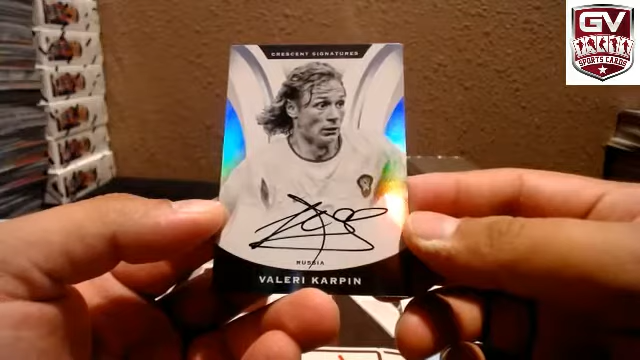 CRESCENT SIGNATURES
RUSSIA
VALERI KARPIN
GV
SPORTS CARDS